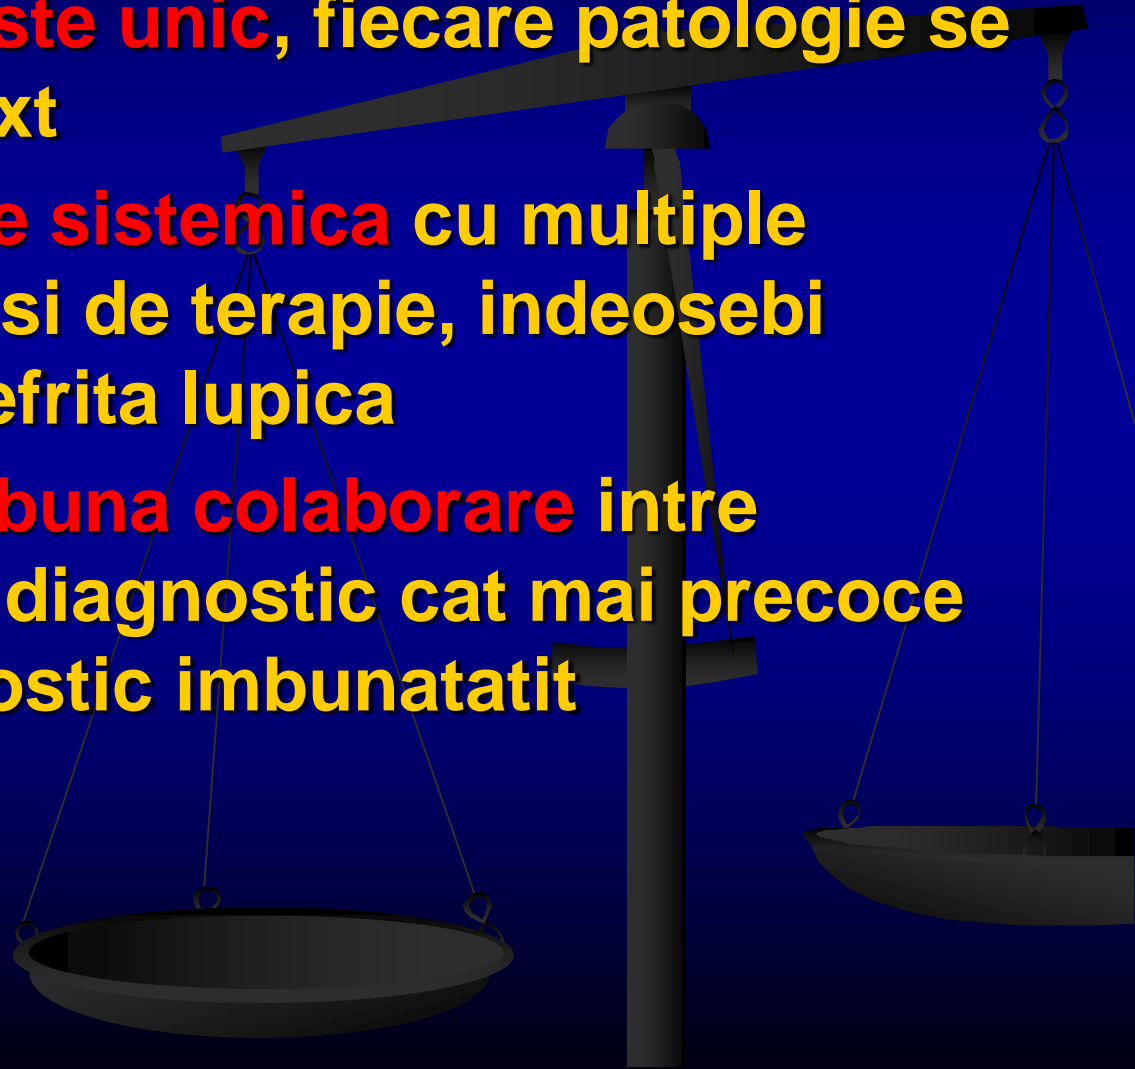 ste unic, fiecare patologie se
xt
e sistemica cu multiple
si de terapie, indeosebi
efrita lupica
buna colaborare intre
diagnostic cat mai precoce
ostic imbunatatit